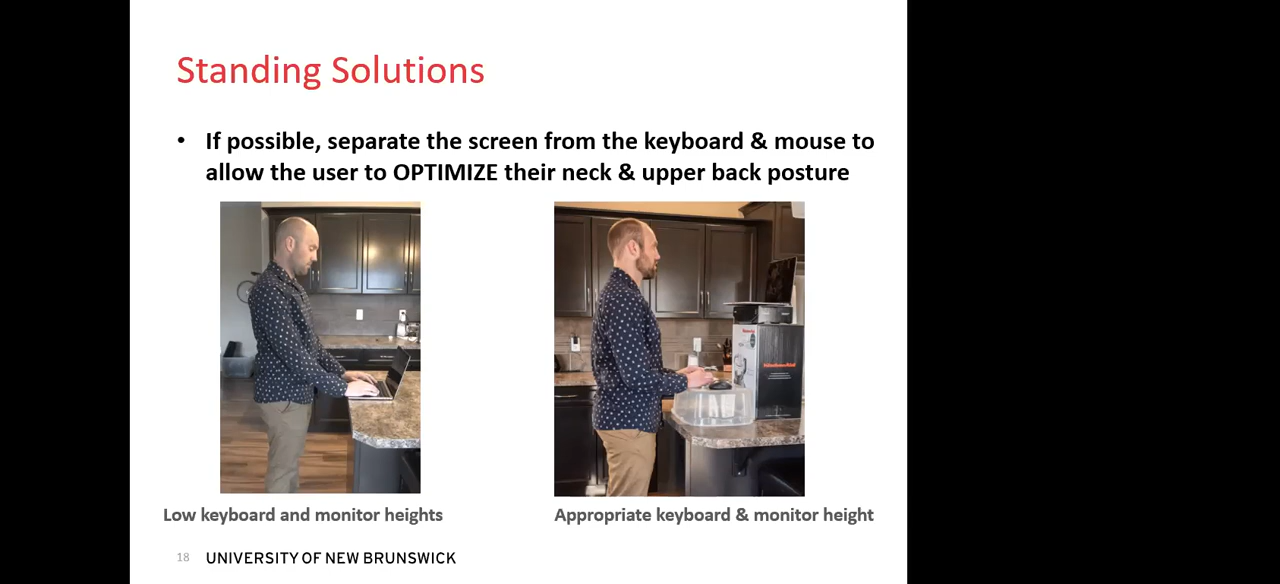 Standing Solutions
• If possible, separate the screen from the keyboard & mouse to
allow the user to OPTIMIZE their neck & upper back posture
Low keyboard and monitor heights
Appropriate keyboard & monitor height
18 UNIVERSITY OF NEW BRUNSWICK